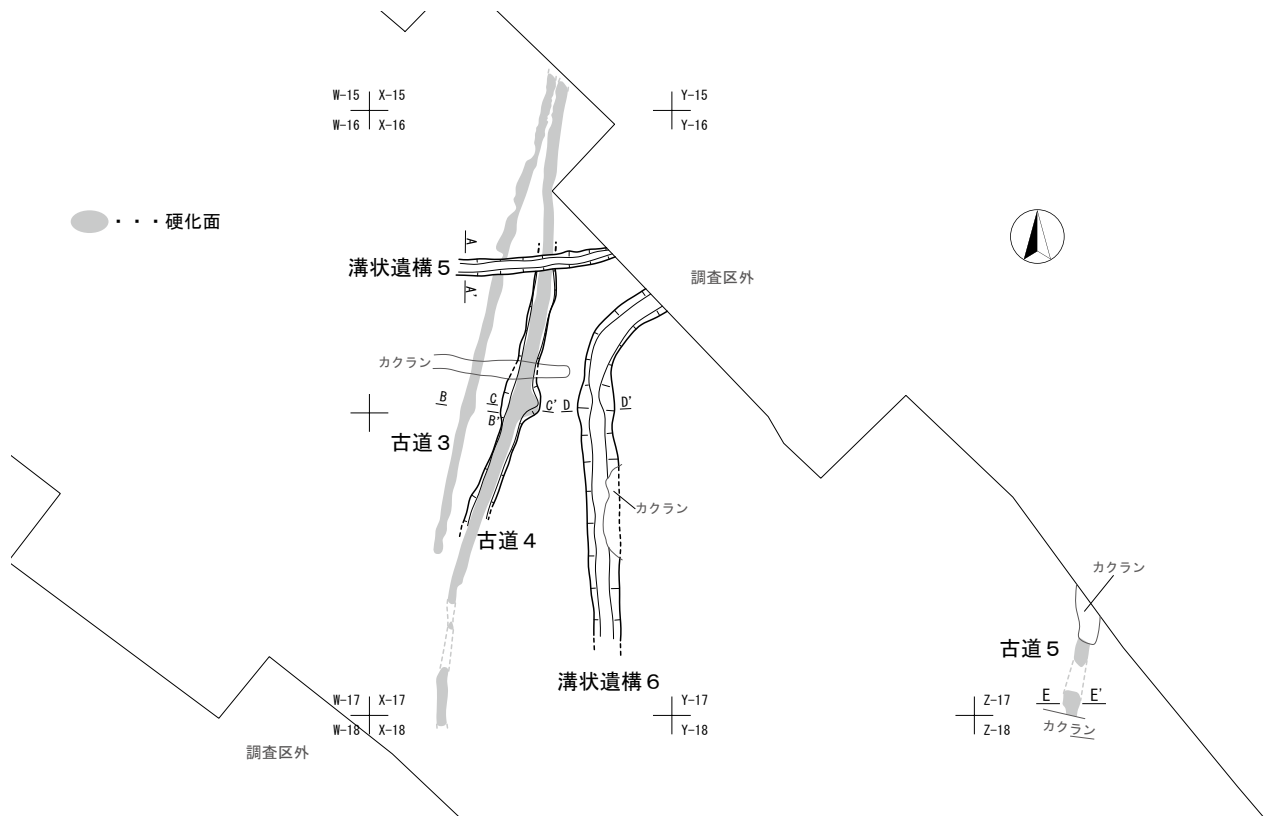 W-15 X-15
W-16 X-16
Y-15
Y-16
・・・硬化面
A
溝状遺構5
A'
調査区外
カクラン
B
C
B'
C'
D
D'
古道3
カクラン
古道4
カクラン
古道5
溝状遺構6
E
E'
W-17 X-17
W-18 X-18
Y-17
Y-18
Z-17
Z-18
カクラン
調査区外